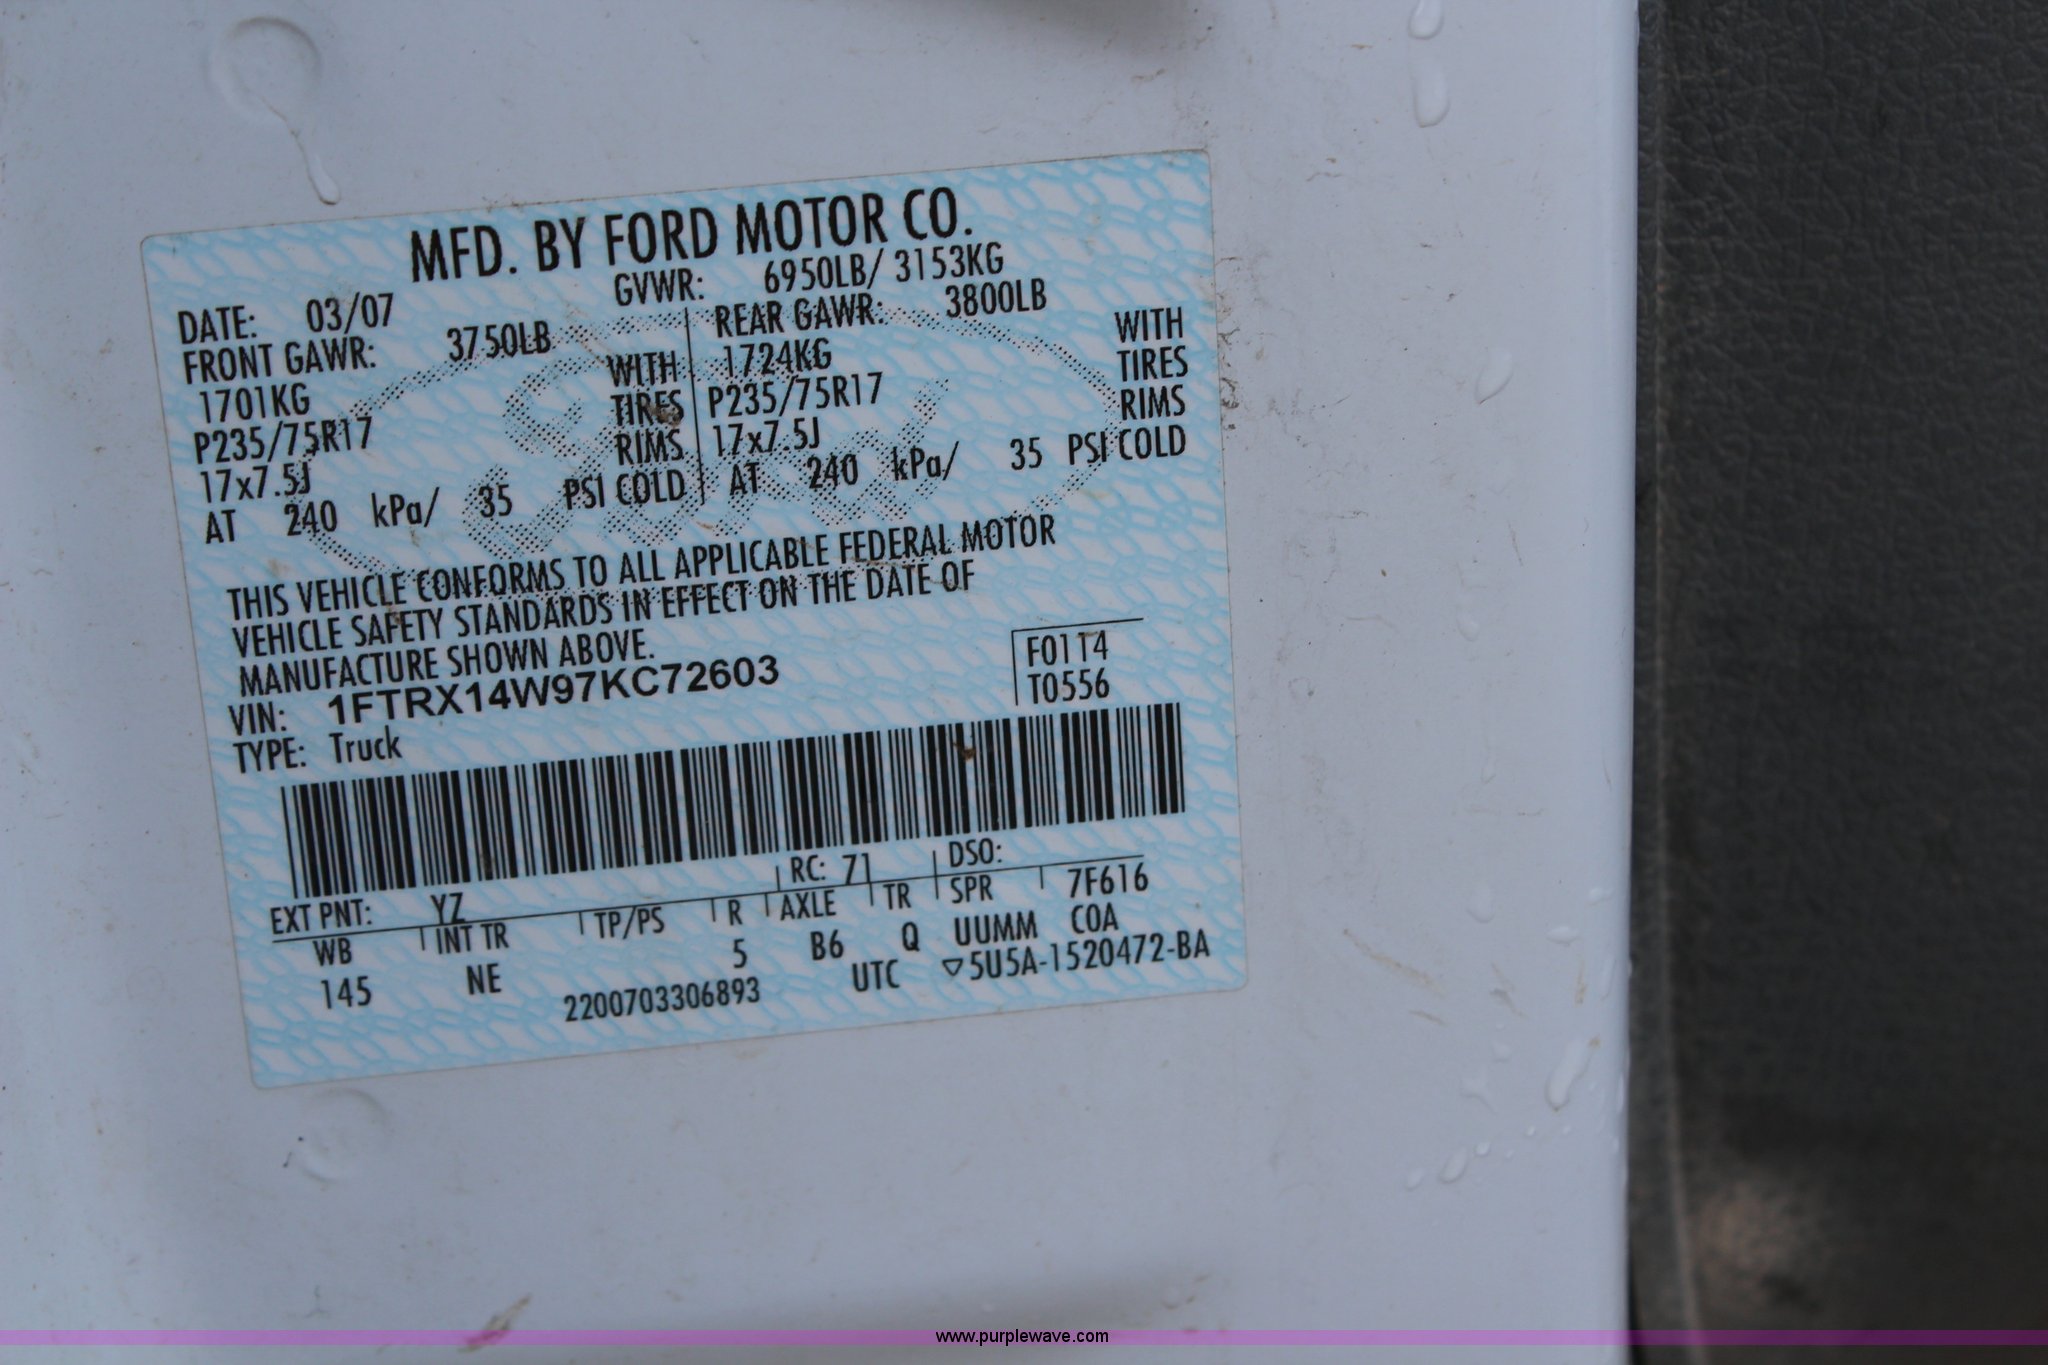 MFD. BY FORD MOTOR CO.
DATE: 03/07 GVWR: 6950LB/ 3153KG
FRONT GAWR: 3750LB REAR GAWR: 3800LB
1701KG WITH 1724KG WITH
P235/75R17 TIRES P235/75R17 TIRES
17x7.5J RIMS 17x7.5J RIMS
AT 240 kPa/ 35 PSI COLD AT 240 kPa/ 35 PSI COLD
THIS VEHICLE CONFORMS TO ALL APPLICABLE FEDERAL MOTOR
VEHICLE SAFETY STANDARDS IN EFFECT ON THE DATE OF
MANUFACTURE SHOWN ABOVE.
VIN: 1FTRX14W97KC72603 F0114
TYPE: Truck T0556
EXT PNT: YZ RC: 71 DSO:
WB INT TR TP/PS R AXLE TR SPR 7F616
145 NE 5 B6 Q UUMM COA
2200703306893 UTC ▽5U5A-1520472-BA
www.purplewave.com